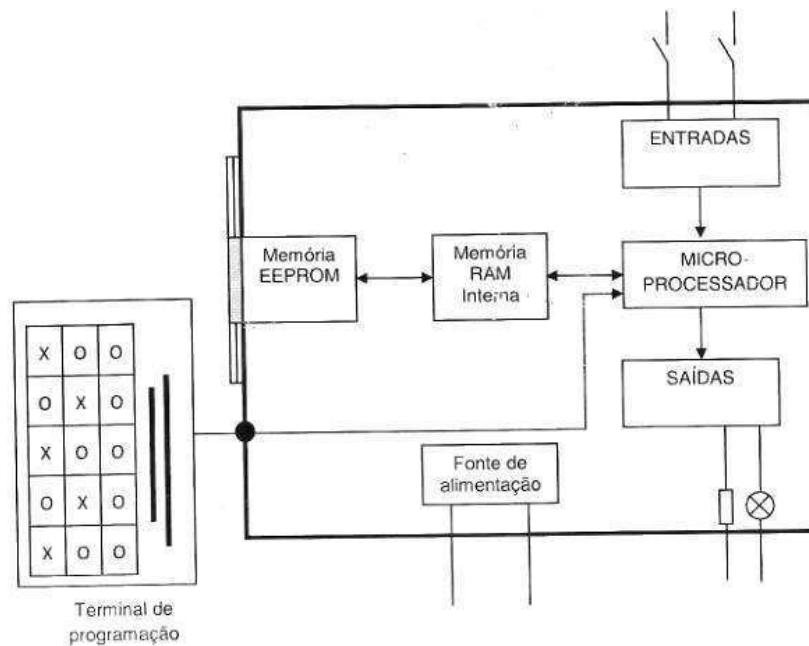 ENTRADAS
Memória
EEPROM
Memória
RAM
Interna
MICRO-
PROCESSADOR
SAÍDAS
X O O
O X O
X O O
O X O
X O O
Fonte de
alimentação
Terminal de
programação